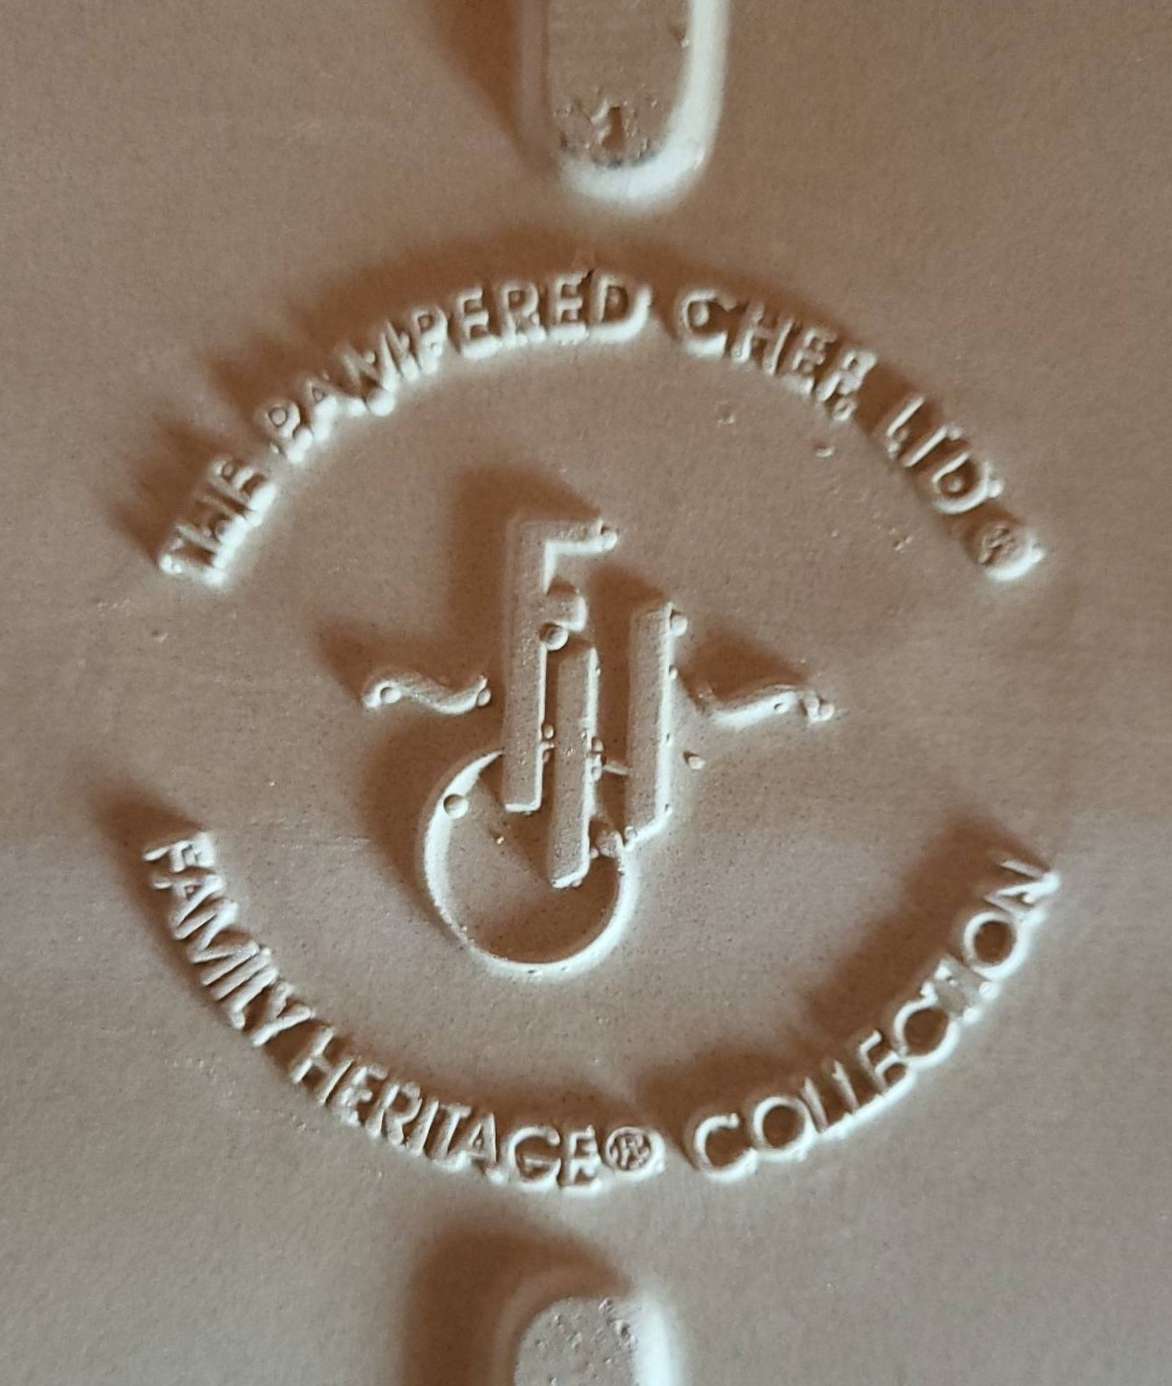 THE PAMPERED CHEF, LTD ®
FAMILY HERITAGE® COLLECTION